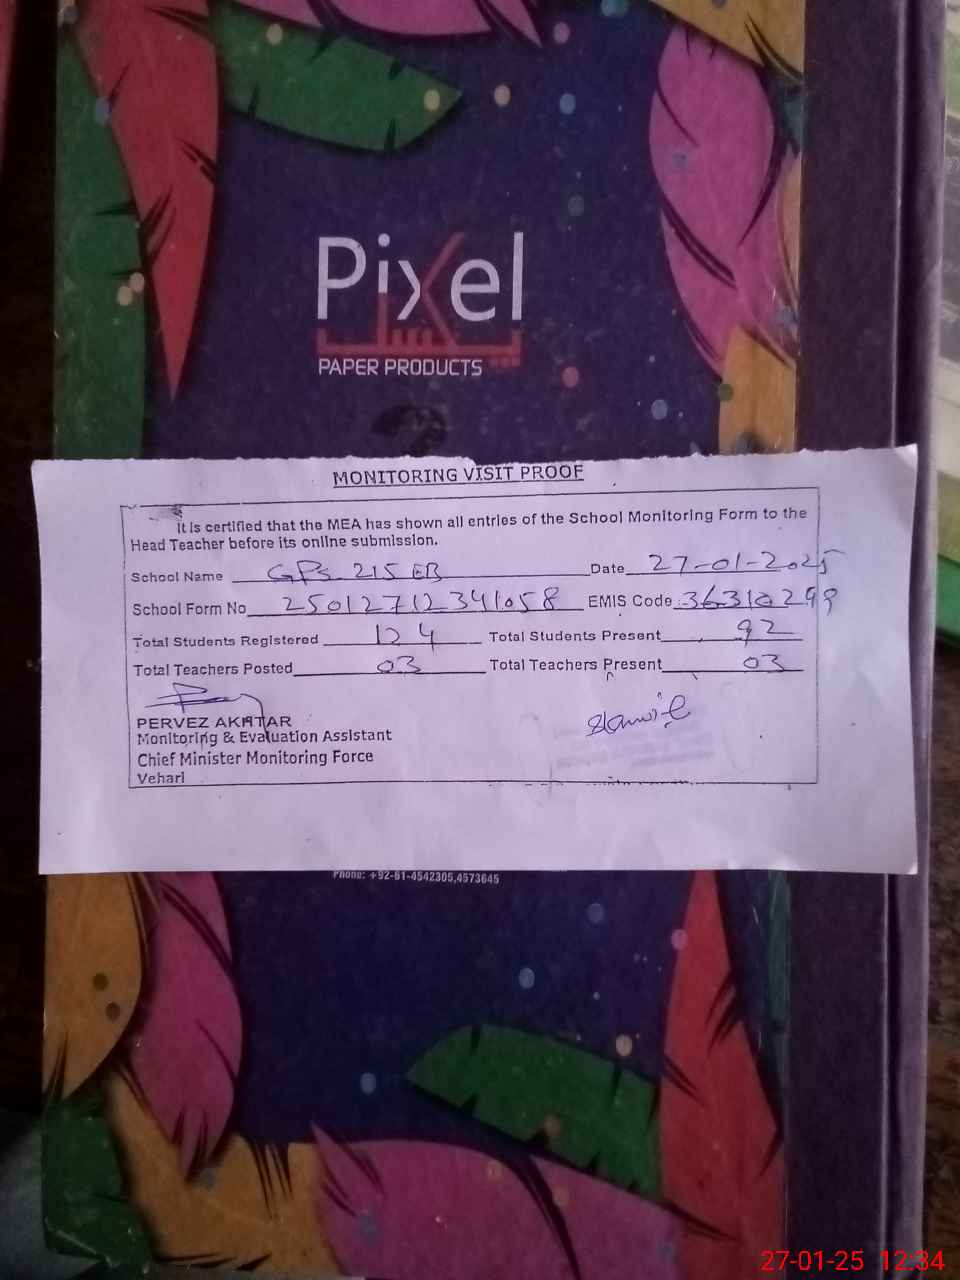 Pixel
پیکسل
PAPER PRODUCTS
MONITORING VISIT PROOF
It is certified that the MEA has shown all entries of the School Monitoring Form to the
Head Teacher before its online submission.
School Name GPS 215 EB Date 27-01-2025
School Form No 25012712341058 EMIS Code 36310299
Total Students Registered 124 Total Students Present 92
Total Teachers Posted 03 Total Teachers Present 03
PERVEZ AKHTAR
Monitoring & Evaluation Assistant
Chief Minister Monitoring Force
Vehari
Phone: +92-61-4542305,4573645
27-01-25 12:34